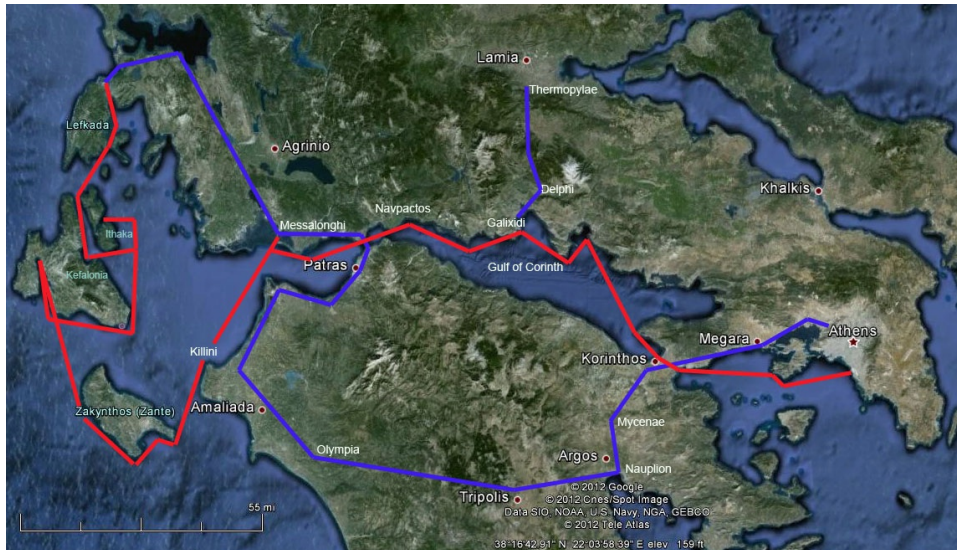 Lamia
Thermopylae
Lefkada
Agrinio
Khalkis
Delphi
Navpactos
Messalonghi
Galixidi
Ithaka
Patras
Gulf of Corinth
Kefalonia
Athens
Megara
Killini
Korinthos
Amaliada
Zakynthos (Zante)
Mycenae
Olympia
Argos
Nauplion
Tripolis
55 mi
© 2012 Google
© 2012 Cnes/Spot Image
Data SIO, NOAA, U.S. Navy, NGA, GEBCO
© 2012 Tele Atlas
38°16'42.91" N 22°03'58.39" E elev 159 ft